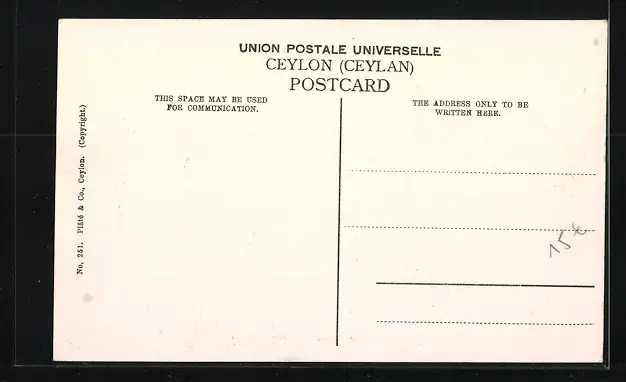 UNION POSTALE UNIVERSELLE
CEYLON (CEYLAN)
POSTCARD
THIS SPACE MAY BE USED
FOR COMMUNICATION.
THE ADDRESS ONLY TO BE
WRITTEN HERE.
No, 251. Plâté & Co., Ceylon. (Copyright.)
15